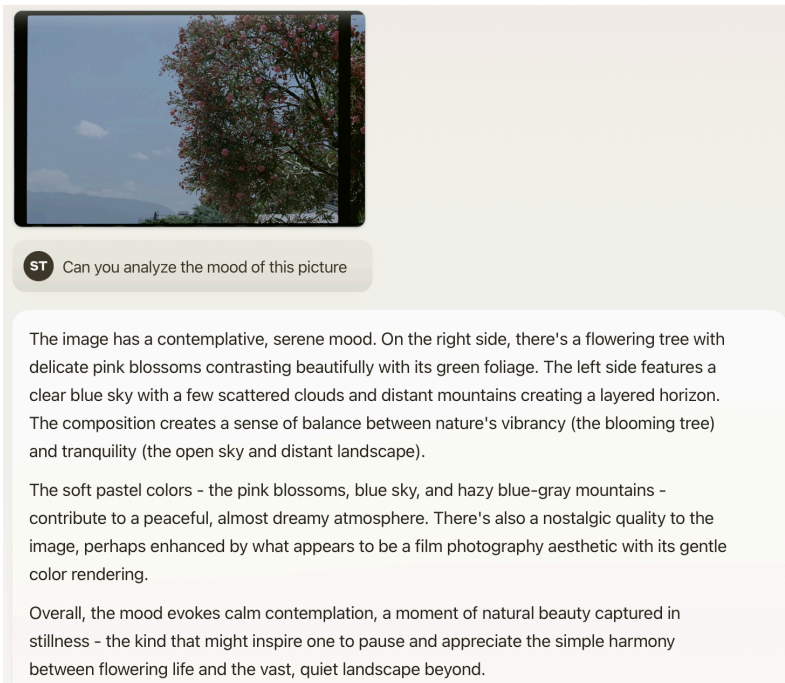 ST Can you analyze the mood of this picture
The image has a contemplative, serene mood. On the right side, there's a flowering tree with
delicate pink blossoms contrasting beautifully with its green foliage. The left side features a
clear blue sky with a few scattered clouds and distant mountains creating a layered horizon.
The composition creates a sense of balance between nature's vibrancy (the blooming tree)
and tranquility (the open sky and distant landscape).
The soft pastel colors - the pink blossoms, blue sky, and hazy blue-gray mountains -
contribute to a peaceful, almost dreamy atmosphere. There's also a nostalgic quality to the
image, perhaps enhanced by what appears to be a film photography aesthetic with its gentle
color rendering.
Overall, the mood evokes calm contemplation, a moment of natural beauty captured in
stillness - the kind that might inspire one to pause and appreciate the simple harmony
between flowering life and the vast, quiet landscape beyond.